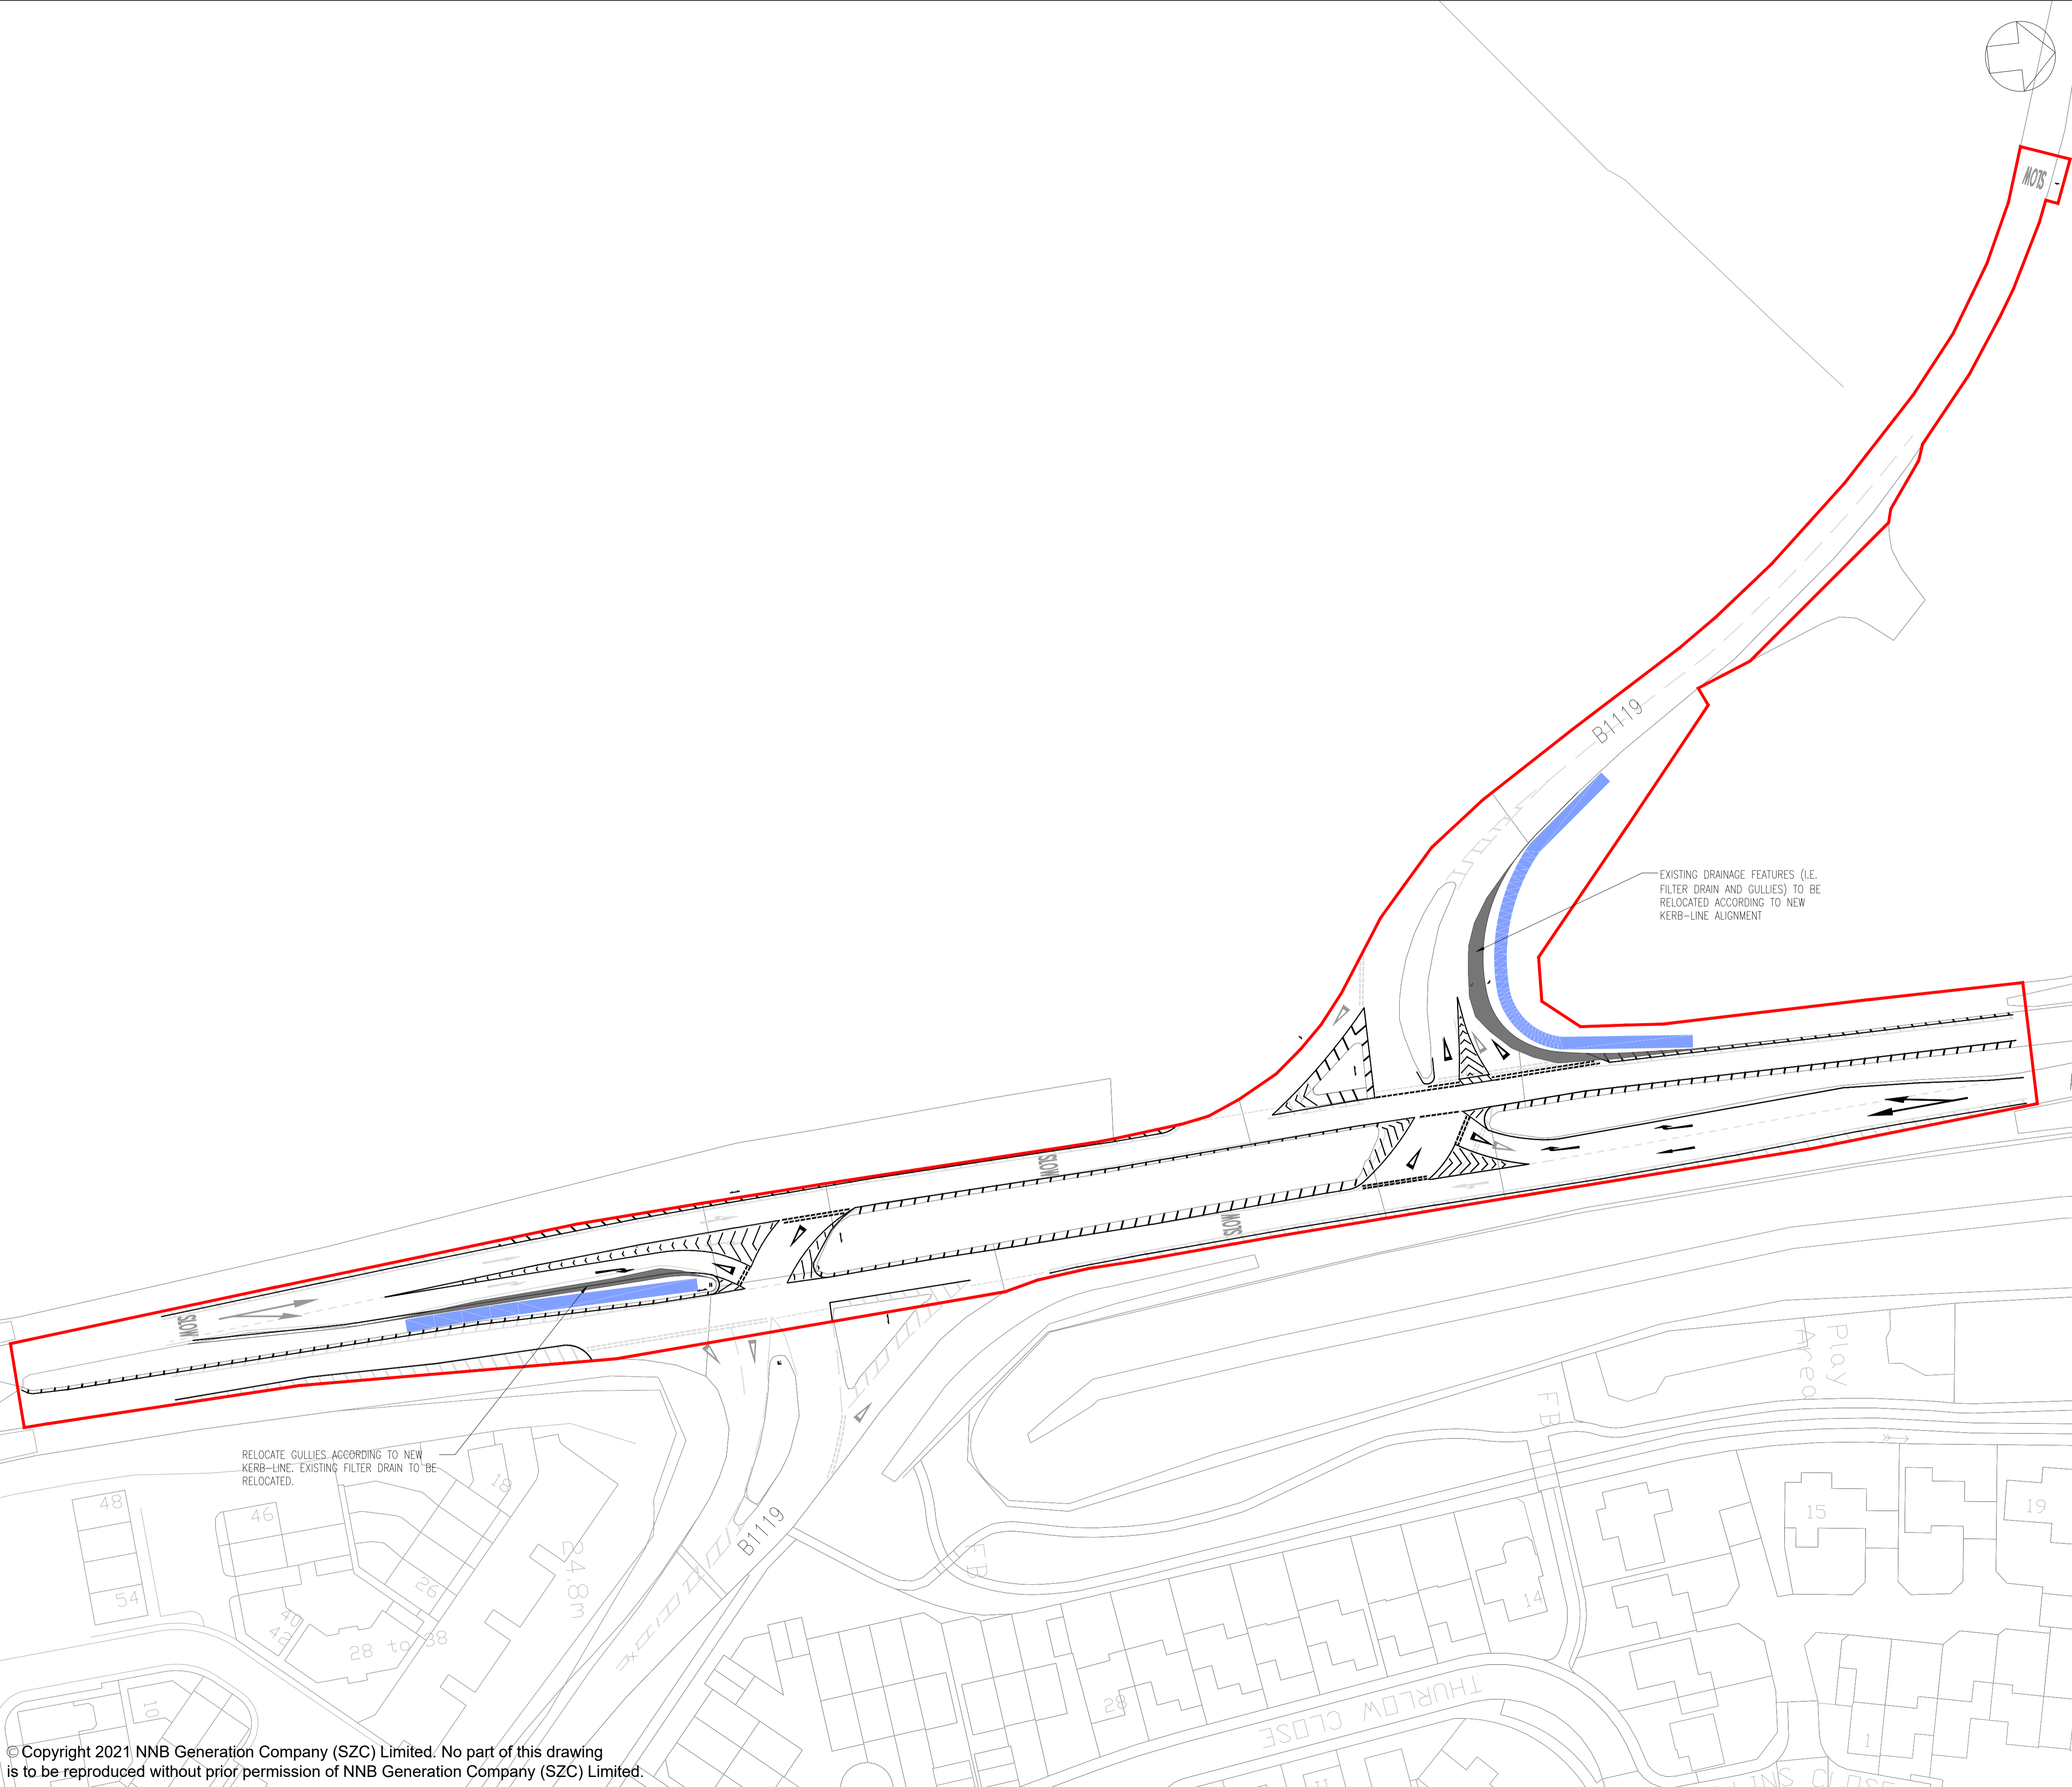 SLOW
B1119
EXISTING DRAINAGE FEATURES (I.E.
FILTER DRAIN AND GULLIES) TO BE
RELOCATED ACCORDING TO NEW
KERB-LINE ALIGNMENT
SLOW
SLOW
SLOW
Play
Area
FB
RELOCATE GULLIES ACCORDING TO NEW
KERB-LINE. EXISTING FILTER DRAIN TO BE
RELOCATED.
18
48
46
15
19
B1119
FB
26
54
40
42
28 to 38
14
THURLOW CLOSE
28
10
1
11
© Copyright 2021 NNB Generation Company (SZC) Limited. No part of this drawing
is to be reproduced without prior permission of NNB Generation Company (SZC) Limited.